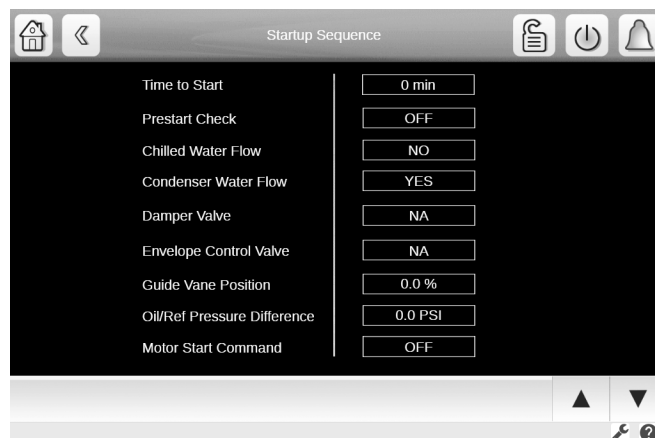 Startup Sequence
Time to Start 0 min
Prestart Check OFF
Chilled Water Flow NO
Condenser Water Flow YES
Damper Valve NA
Envelope Control Valve NA
Guide Vane Position 0.0 %
Oil/Ref Pressure Difference 0.0 PSI
Motor Start Command OFF
?